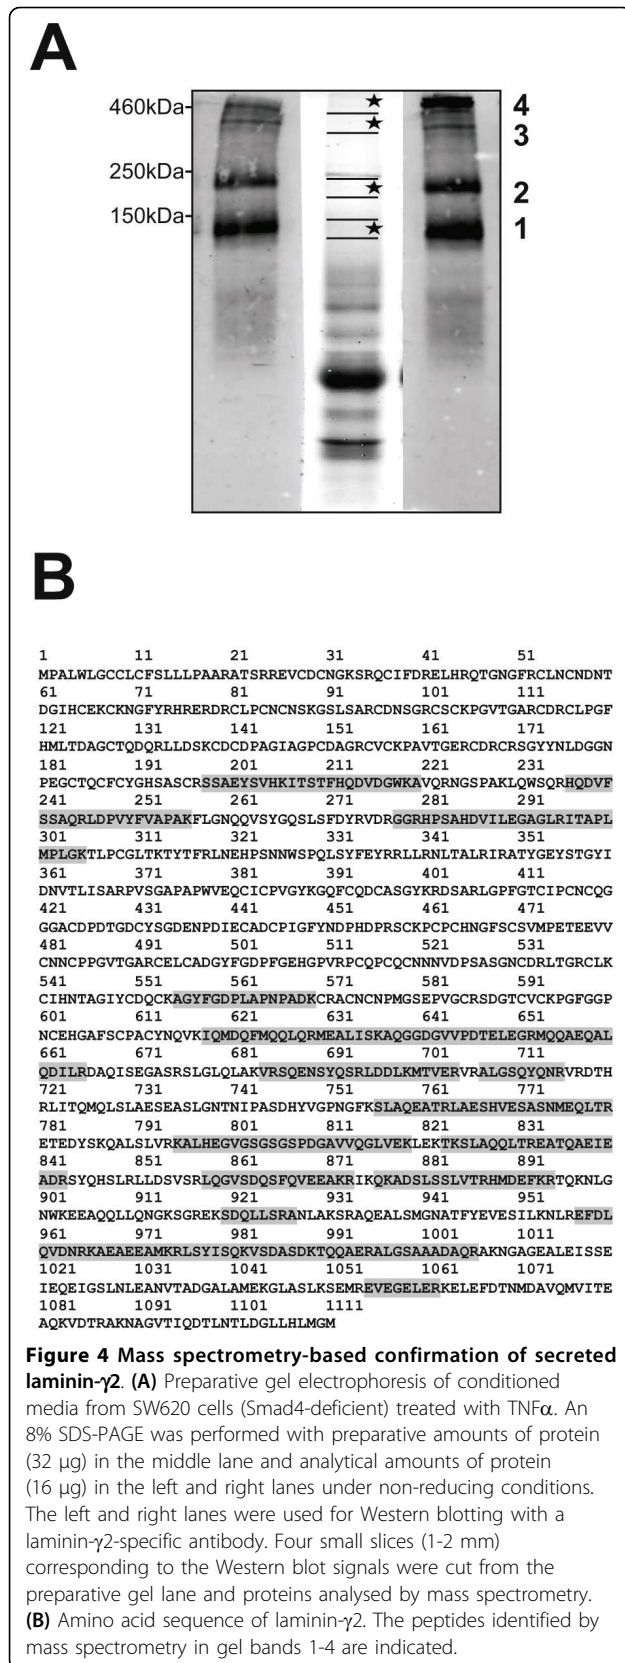 A
460kDa-
250kDa-
150kDa-
4
3
2
1
B
1 11 21 31 41 51
MPALWLGCCLCFSLLLPAARATSRREVCDCNGKSRQCIFDRELHRQTGNGFRCLNCNDNT
61 71 81 91 101 111
DGIHCEKCKNGFYRHRERDRCLPCNCNSKGSLSARCDNSGRCSCKPGVTGARCDRCLPGF
121 131 141 151 161 171
HMLTDAGCTQDQRLLDSKCDCDPAGIAGPCDAGRCVCKPAVTGERCDRCRSGYYNLDGGN
181 191 201 211 221 231
PEGCTQCFCYGHSASCRSSAEYSVHKITSTFHQDVDGWKAVQRNGSPAKLQWSQRHQDVF
241 251 261 271 281 291
SSAQRLDPVYFVAPAKFLGNQQVSYGQSLSFDYRVDRGGRHPSAHDVILEGAGLRITAPL
301 311 321 331 341 351
MPLGKTLPCGLTKTYTFRLNEHPSNNWSPQLSYFEYRRLLRNLTALRIRATYGEYSTGYI
361 371 381 391 401 411
DNVTLISARPVSGAPAPWVEQCICPVGYKGQFCQDCASGYKRDSARLGPFGTCIPCNCQG
421 431 441 451 461 471
GGACDPDTGDCYSGDENPDIECADCPIGFYNDPHDPRSCKPCPCHNGFSCSVMPETEEVV
481 491 501 511 521 531
CNNCPPGVTGARCELCADGYFGDPFGEHGPVRPCQPCQCNNNVDPSASGNCDRLTGRCLK
541 551 561 571 581 591
CIHNTAGIYCDQCKAGYFGDPLAPNPADKCRACNCNPMGSEPVGCRSDGTCVCKPGFGGP
601 611 621 631 641 651
NCEHGAFSCPACYNQVKIQMDQFMQQLQRMEALISKAQGGDGVVPDTELEGRMQQAEQAL
661 671 681 691 701 711
QDILRDAQISEGASRSLGLQLAKVRSQENSYQSRLDDLKMTVERVRALGSQYQNRVRDTH
721 731 751 751 761 771
RLITQMQLSLAESEASLGNTNIPASDHYVGPNGFKSLAQEATRLAESHVESASNMEQLTR
781 791 801 811 821 831
ETEDYSKQALSLVRKALHEGVGSGSGSPDGAVVQGLVEKLEKTKSLAQQLTREATQAEIE
841 851 861 871 881 891
ADRSYQHSLRLLDSVSRLQGVSDQSFQVEEAKRIKQKADSLSSLVTRHMDEFKRTQKNLG
901 911 921 931 941 951
NWKEEAQQLLQNGKSGREKSDQLLSRANLAKSRAQEALSMGNATFYEVESILKNLREFDL
961 971 981 991 1001 1011
QVDNRKAEAEEAMKRLSYISQKVSDASDKTQQAERALGSAAADAQRAKNGAGEALEISSE
1021 1031 1041 1051 1061 1071
IEQEIGSLNLEANVTADGALAMEKGLASLKSEMREVEGELERKELEFDTNMDAVQMVITE
1081 1091 1101 1111
AQKVDTRAKNAGVTIQDTLNTLDGLLHLMGM
Figure 4 Mass spectrometry-based confirmation of secreted
laminin-γ2. (A) Preparative gel electrophoresis of conditioned
media from SW620 cells (Smad4-deficient) treated with TNFα. An
8% SDS-PAGE was performed with preparative amounts of protein
(32 μg) in the middle lane and analytical amounts of protein
(16 μg) in the left and right lanes under non-reducing conditions.
The left and right lanes were used for Western blotting with a
laminin-γ2-specific antibody. Four small slices (1-2 mm)
corresponding to the Western blot signals were cut from the
preparative gel lane and proteins analysed by mass spectrometry.
(B) Amino acid sequence of laminin-γ2. The peptides identified by
mass spectrometry in gel bands 1-4 are indicated.